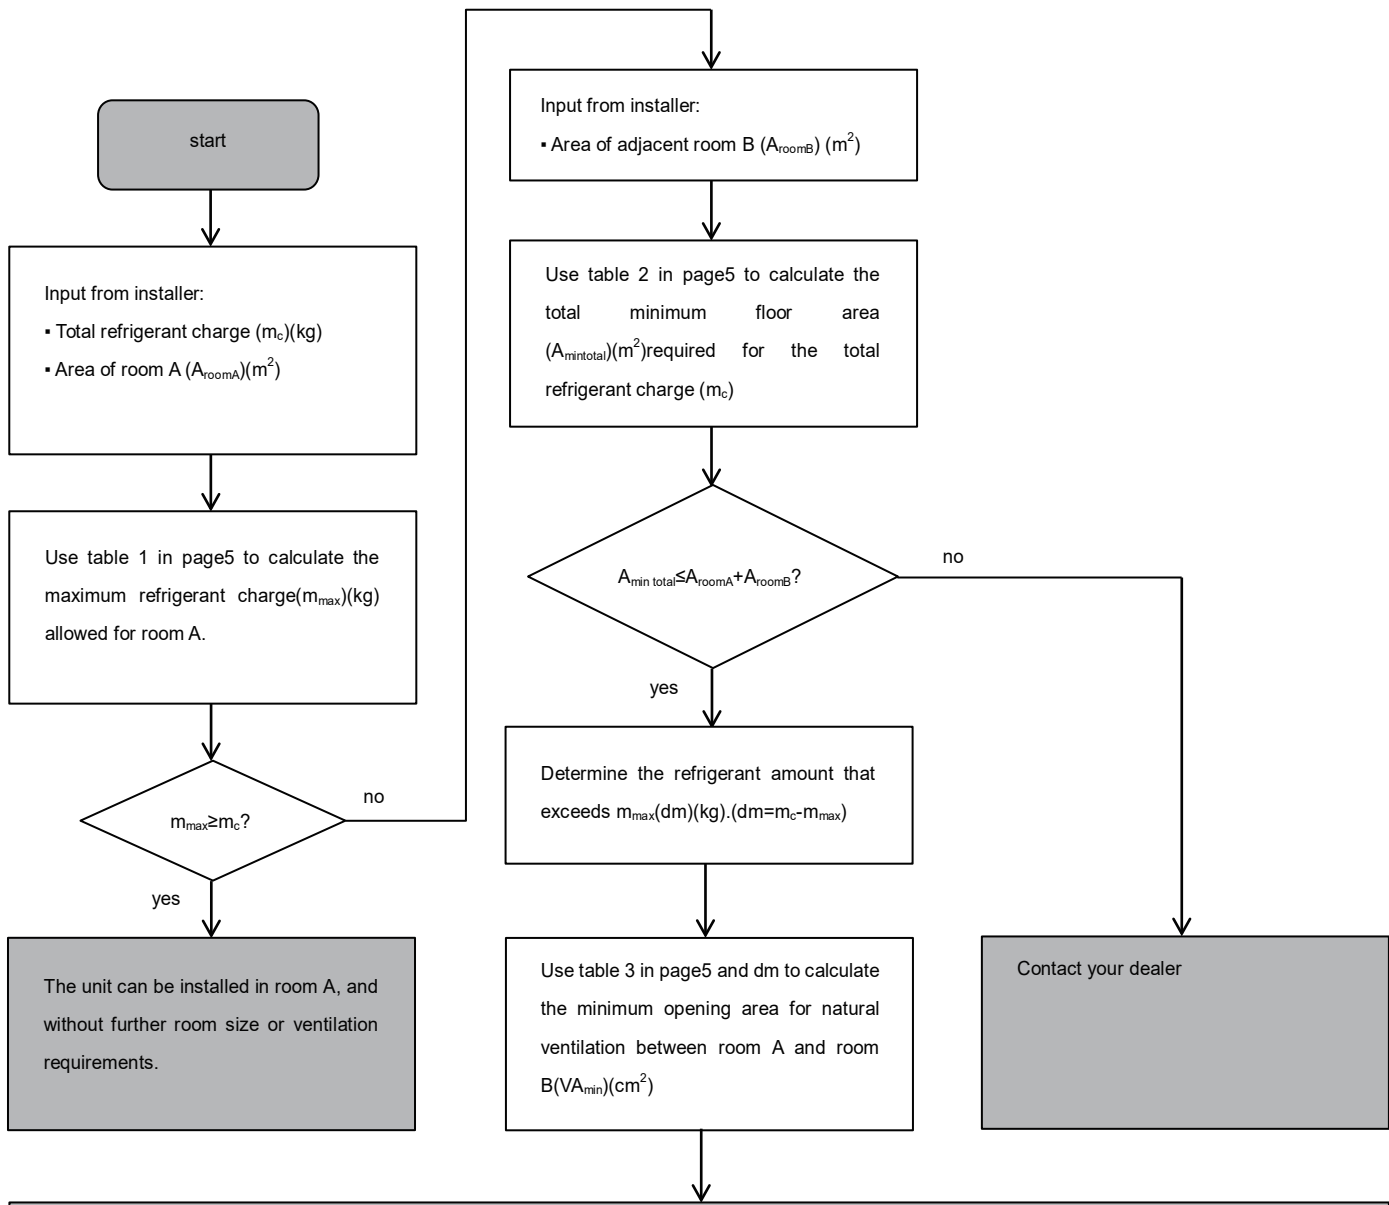 start
Input from installer:
▪ Total refrigerant charge (mc)(kg)
▪ Area of room A (AroomA)(m2)
Use table 1 in page5 to calculate the
maximum refrigerant charge(mmax)(kg)
allowed for room A.
mmax≥mc?
no
yes
The unit can be installed in room A, and
without further room size or ventilation
requirements.
Input from installer:
▪ Area of adjacent room B (AroomB) (m2)
Use table 2 in page5 to calculate the
total minimum floor area
(Amintotal)(m2)required for the total
refrigerant charge (mc)
Amin total≤AroomA+AroomB?
no
yes
Determine the refrigerant amount that
exceeds mmax(dm)(kg).(dm=mc-mmax)
Use table 3 in page5 and dm to calculate
the minimum opening area for natural
ventilation between room A and room
B(VAmin)(cm2)
Contact your dealer